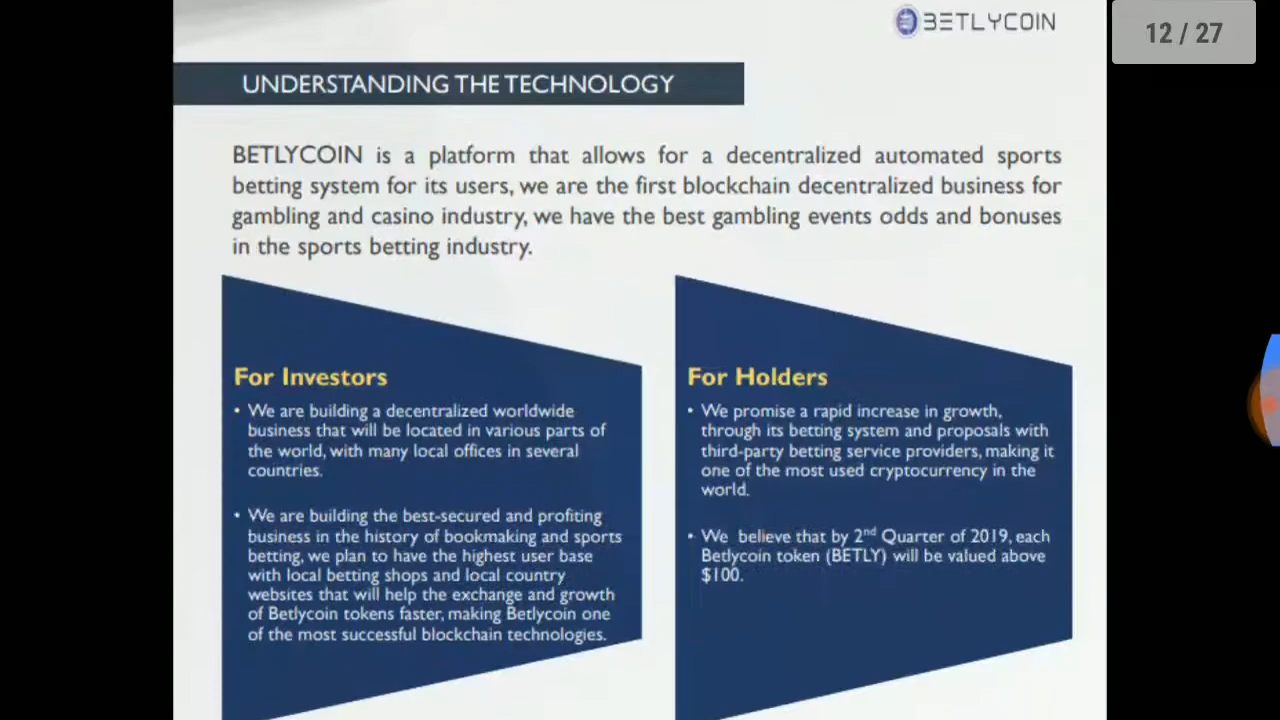 BETLYCOIN
12 / 27
UNDERSTANDING THE TECHNOLOGY
BETLYCOIN is a platform that allows for a decentralized automated sports
betting system for its users, we are the first blockchain decentralized business for
gambling and casino industry, we have the best gambling events odds and bonuses
in the sports betting industry.
For Investors
• We are building a decentralized worldwide
business that will be located in various parts of
the world, with many local offices in several
countries.
• We are building the best-secured and profiting
business in the history of bookmaking and sports
betting, we plan to have the highest user base
with local betting shops and local country
websites that will help the exchange and growth
of Betlycoin tokens faster, making Betlycoin one
of the most successful blockchain technologies.
For Holders
• We promise a rapid increase in growth,
through its betting system and proposals with
third-party betting service providers, making it
one of the most used cryptocurrency in the
world.
• We believe that by 2nd Quarter of 2019, each
Betlycoin token (BETLY) will be valued above
$100.